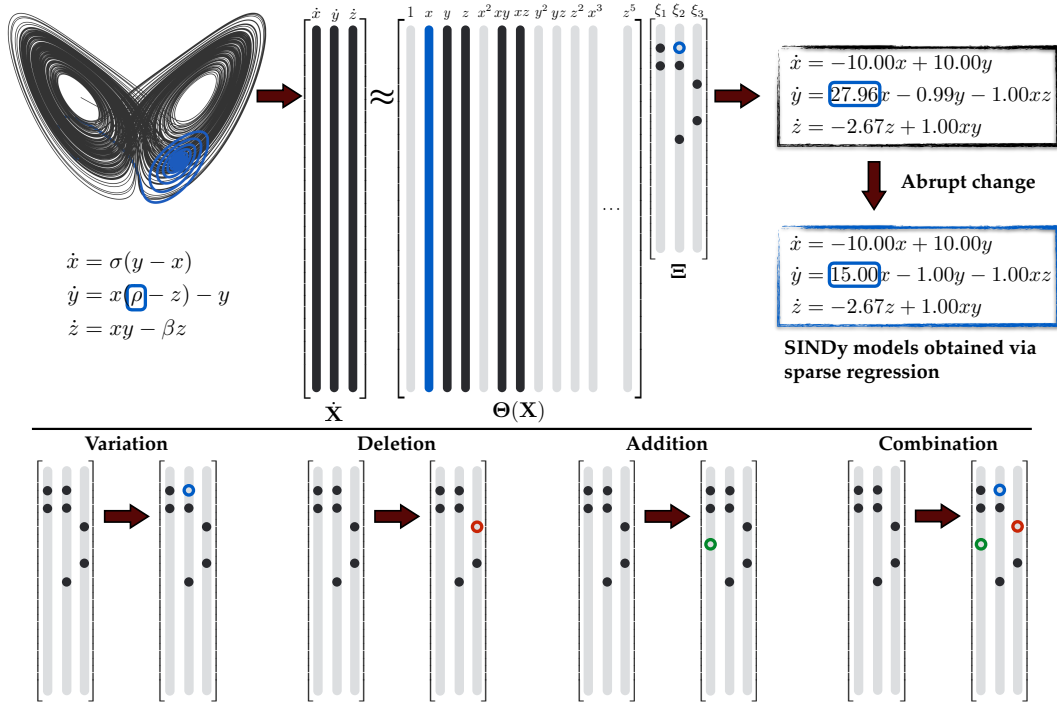 ẋ ẏ ż
1 x y z x² xy xz y² yz z² x³ z⁵
ξ₁ ξ₂ ξ₃
≈
...
Ẋ
Θ(X)
Ξ
ẋ = σ(y − x)
ẏ = x(ρ − z) − y
ż = xy − βz
ẋ = −10.00x + 10.00y
ẏ = 27.96x − 0.99y − 1.00xz
ż = −2.67z + 1.00xy
Abrupt change
ẋ = −10.00x + 10.00y
ẏ = 15.00x − 1.00y − 1.00xz
ż = −2.67z + 1.00xy
SINDy models obtained via
sparse regression
Variation
Deletion
Addition
Combination